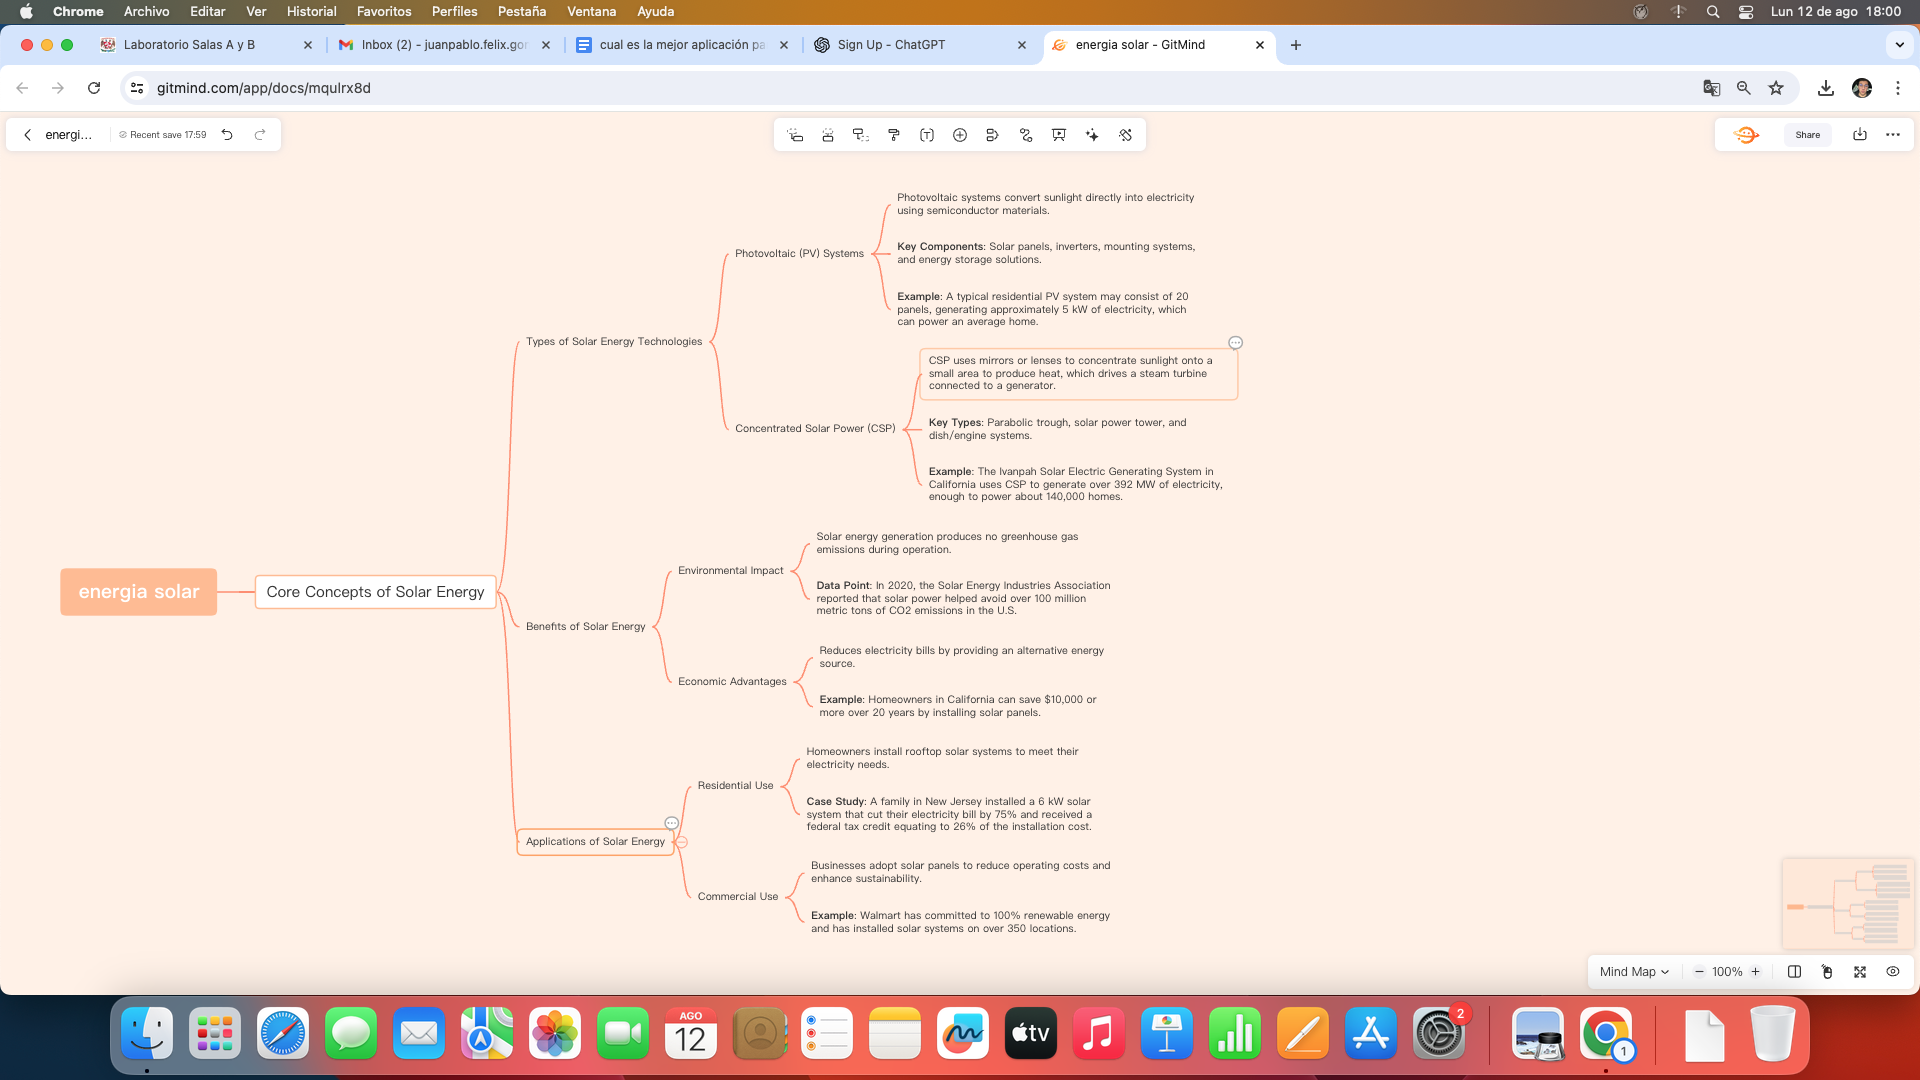 Chrome Archivo Editar Ver Historial Favoritos Perfiles Pestaña Ventana Ayuda Lun 12 de ago 18:00
Laboratorio Salas A y B Inbox (2) - juanpablo.felix.gor cual es la mejor aplicación pa Sign Up - ChatGPT energia solar - GitMind
gitmind.com/app/docs/mqulrx8d
energi... Recent save 17:59 Share
Photovoltaic systems convert sunlight directly into electricity
using semiconductor materials.
Photovoltaic (PV) Systems
Key Components: Solar panels, inverters, mounting systems,
and energy storage solutions.
Example: A typical residential PV system may consist of 20
panels, generating approximately 5 kW of electricity, which
can power an average home.
Types of Solar Energy Technologies
CSP uses mirrors or lenses to concentrate sunlight onto a
small area to produce heat, which drives a steam turbine
connected to a generator.
Concentrated Solar Power (CSP)
Key Types: Parabolic trough, solar power tower, and
dish/engine systems.
Example: The Ivanpah Solar Electric Generating System in
California uses CSP to generate over 392 MW of electricity,
enough to power about 140,000 homes.
energia solar
Core Concepts of Solar Energy
Solar energy generation produces no greenhouse gas
emissions during operation.
Environmental Impact
Data Point: In 2020, the Solar Energy Industries Association
reported that solar power helped avoid over 100 million
metric tons of CO2 emissions in the U.S.
Benefits of Solar Energy
Reduces electricity bills by providing an alternative energy
source.
Economic Advantages
Example: Homeowners in California can save $10,000 or
more over 20 years by installing solar panels.
Homeowners install rooftop solar systems to meet their
electricity needs.
Residential Use
Case Study: A family in New Jersey installed a 6 kW solar
system that cut their electricity bill by 75% and received a
federal tax credit equating to 26% of the installation cost.
Applications of Solar Energy
Businesses adopt solar panels to reduce operating costs and
enhance sustainability.
Commercial Use
Example: Walmart has committed to 100% renewable energy
and has installed solar systems on over 350 locations.
Mind Map 100%
AGO
12
tv
2
1